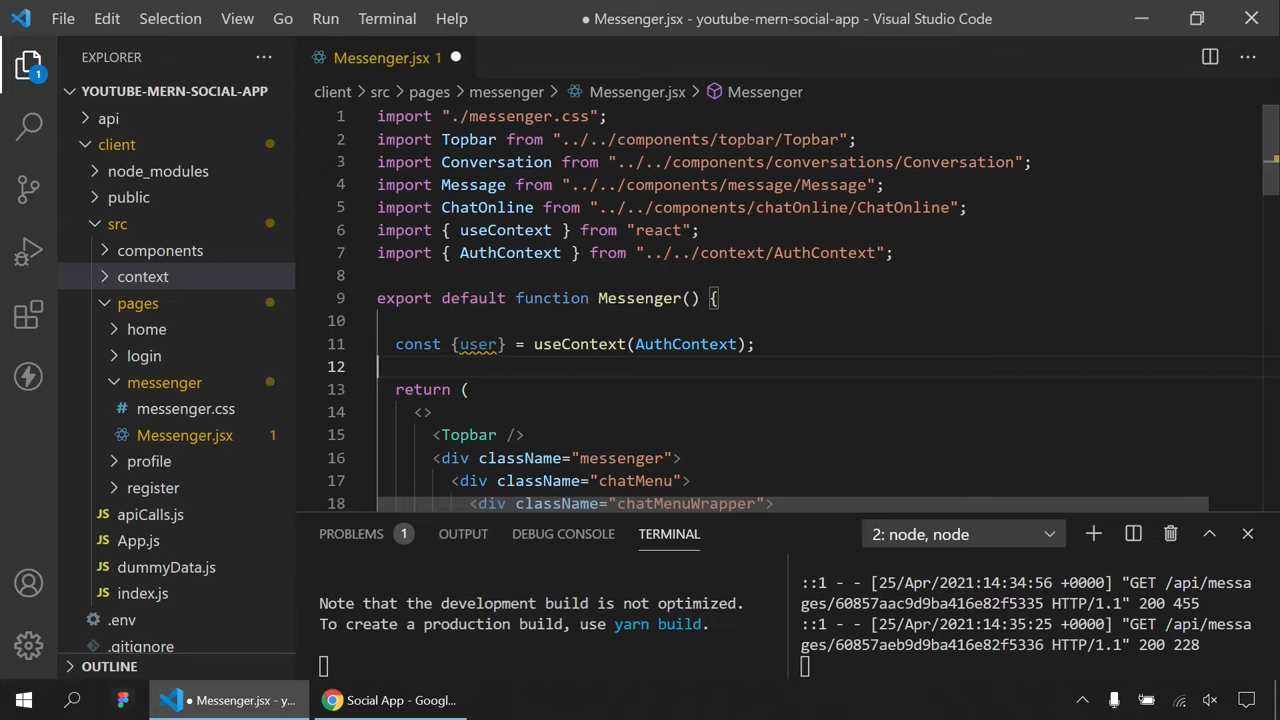 File Edit Selection View Go Run Terminal Help
● Messenger.jsx - youtube-mern-social-app - Visual Studio Code
1
EXPLORER
YOUTUBE-MERN-SOCIAL-APP
api
client
node_modules
public
src
components
context
pages
home
login
messenger
# messenger.css
Messenger.jsx 1
profile
register
JS apiCalls.js
JS App.js
JS dummyData.js
JS index.js
.env
.gitignore
OUTLINE
Messenger.jsx 1 ●
client > src > pages > messenger > Messenger.jsx > Messenger
1 import "./messenger.css";
2 import Topbar from "../../components/topbar/Topbar";
3 import Conversation from "../../components/conversations/Conversation";
4 import Message from "../../components/message/Message";
5 import ChatOnline from "../../components/chatOnline/ChatOnline";
6 import { useContext } from "react";
7 import { AuthContext } from "../../context/AuthContext";
8
9 export default function Messenger() {
10
11 const {user} = useContext(AuthContext);
12
13 return (
14 <>
15 <Topbar />
16 <div className="messenger">
17 <div className="chatMenu">
18 <div className="chatMenuWrapper">
PROBLEMS 1 OUTPUT DEBUG CONSOLE TERMINAL
2: node, node
Note that the development build is not optimized.
To create a production build, use yarn build.
::1 - - [25/Apr/2021:14:34:56 +0000] "GET /api/messa
ges/60857aac9d9ba416e82f5335 HTTP/1.1" 200 455
::1 - - [25/Apr/2021:14:35:25 +0000] "GET /api/messa
ges/60857aeb9d9ba416e82f5336 HTTP/1.1" 200 228
● Messenger.jsx - y...
Social App - Googl...